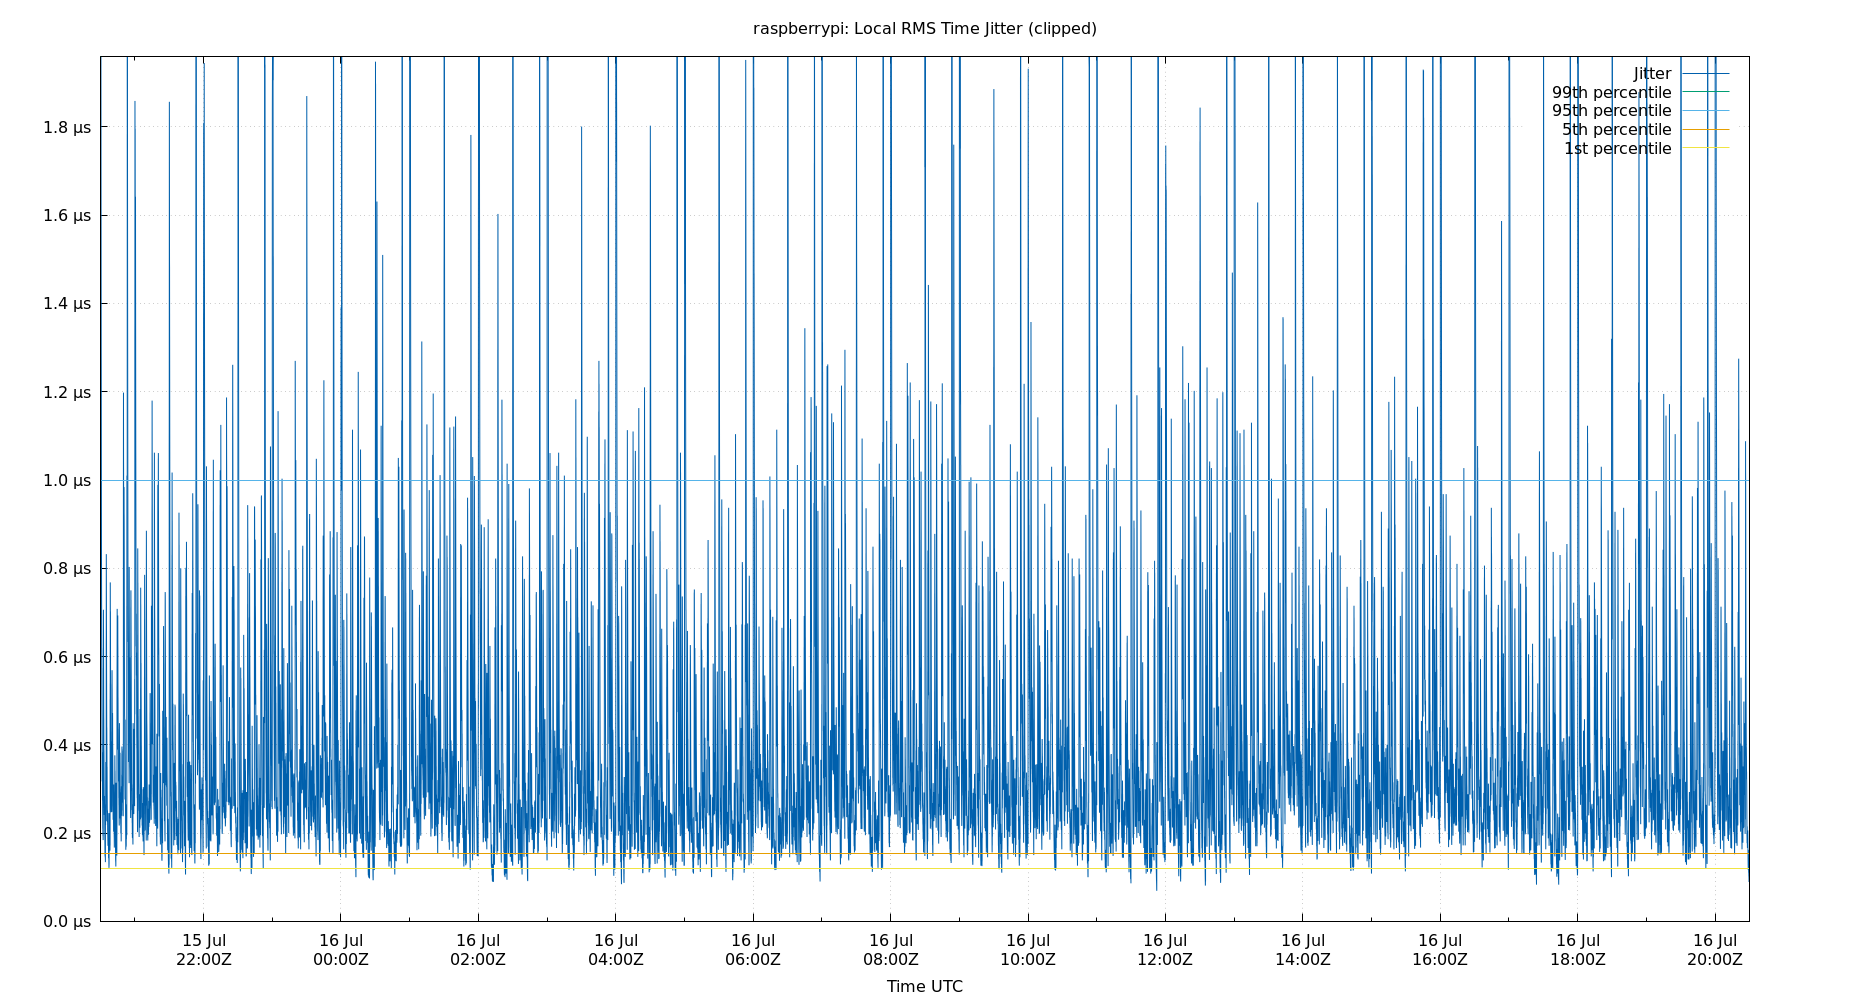 raspberrypi: Local RMS Time Jitter (clipped)
Jitter
99th percentile
95th percentile
5th percentile
1st percentile
1.8 µs
1.6 µs
1.4 µs
1.2 µs
1.0 µs
0.8 µs
0.6 µs
0.4 µs
0.2 µs
0.0 µs
15 Jul 16 Jul 16 Jul 16 Jul 16 Jul 16 Jul 16 Jul 16 Jul 16 Jul 16 Jul 16 Jul 16 Jul
22:00Z 00:00Z 02:00Z 04:00Z 06:00Z 08:00Z 10:00Z 12:00Z 14:00Z 16:00Z 18:00Z 20:00Z
Time UTC